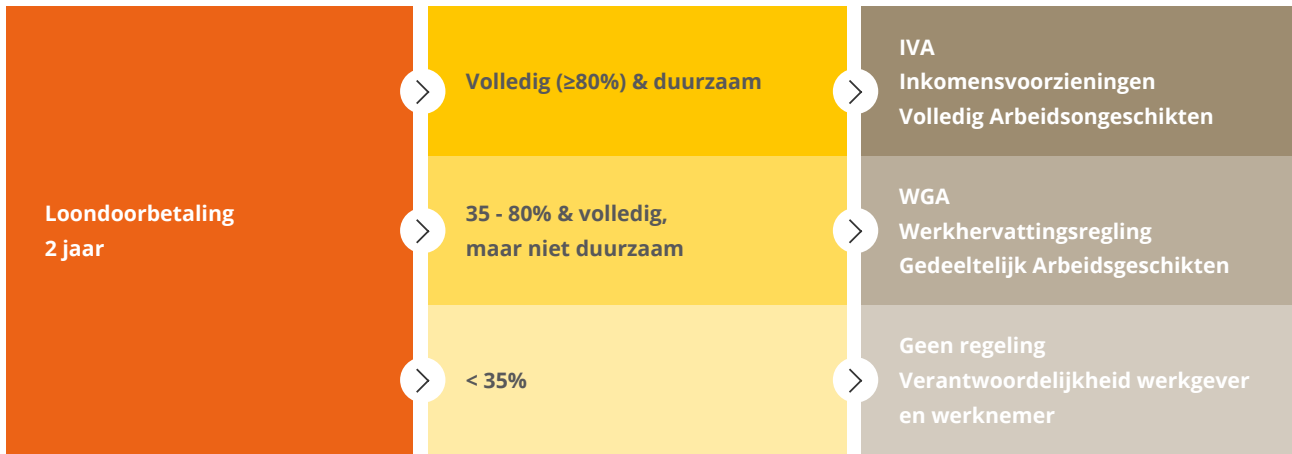 Loondoorbetaling
2 jaar
Volledig (≥80%) & duurzaam
35 - 80% & volledig,
maar niet duurzaam
< 35%
IVA
Inkomensvoorzieningen
Volledig Arbeidsongeschikten
WGA
Werkhervattingsregling
Gedeeltelijk Arbeidsgeschikten
Geen regeling
Verantwoordelijkheid werkgever
en werknemer